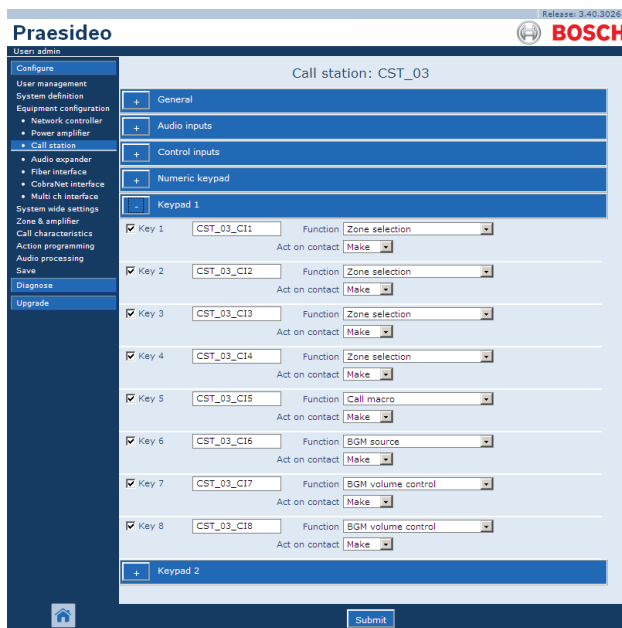 Release: 3.40.3026
Praesideo
BOSCH
User: admin
Configure
User management
System definition
Equipment configuration
• Network controller
• Power amplifier
• Call station
• Audio expander
• Fiber interface
• CobraNet interface
• Multi ch interface
System wide settings
Zone & amplifier
Call characteristics
Action programming
Audio processing
Save
Diagnose
Upgrade
Call station: CST_03
+ General
+ Audio inputs
+ Control inputs
+ Numeric keypad
- Keypad 1
Key 1 CST_03_CI1 Function Zone selection
Act on contact Make
Key 2 CST_03_CI2 Function Zone selection
Act on contact Make
Key 3 CST_03_CI3 Function Zone selection
Act on contact Make
Key 4 CST_03_CI4 Function Zone selection
Act on contact Make
Key 5 CST_03_CI5 Function Call macro
Act on contact Make
Key 6 CST_03_CI6 Function BGM source
Act on contact Make
Key 7 CST_03_CI7 Function BGM volume control
Act on contact Make
Key 8 CST_03_CI8 Function BGM volume control
Act on contact Make
+ Keypad 2
Submit